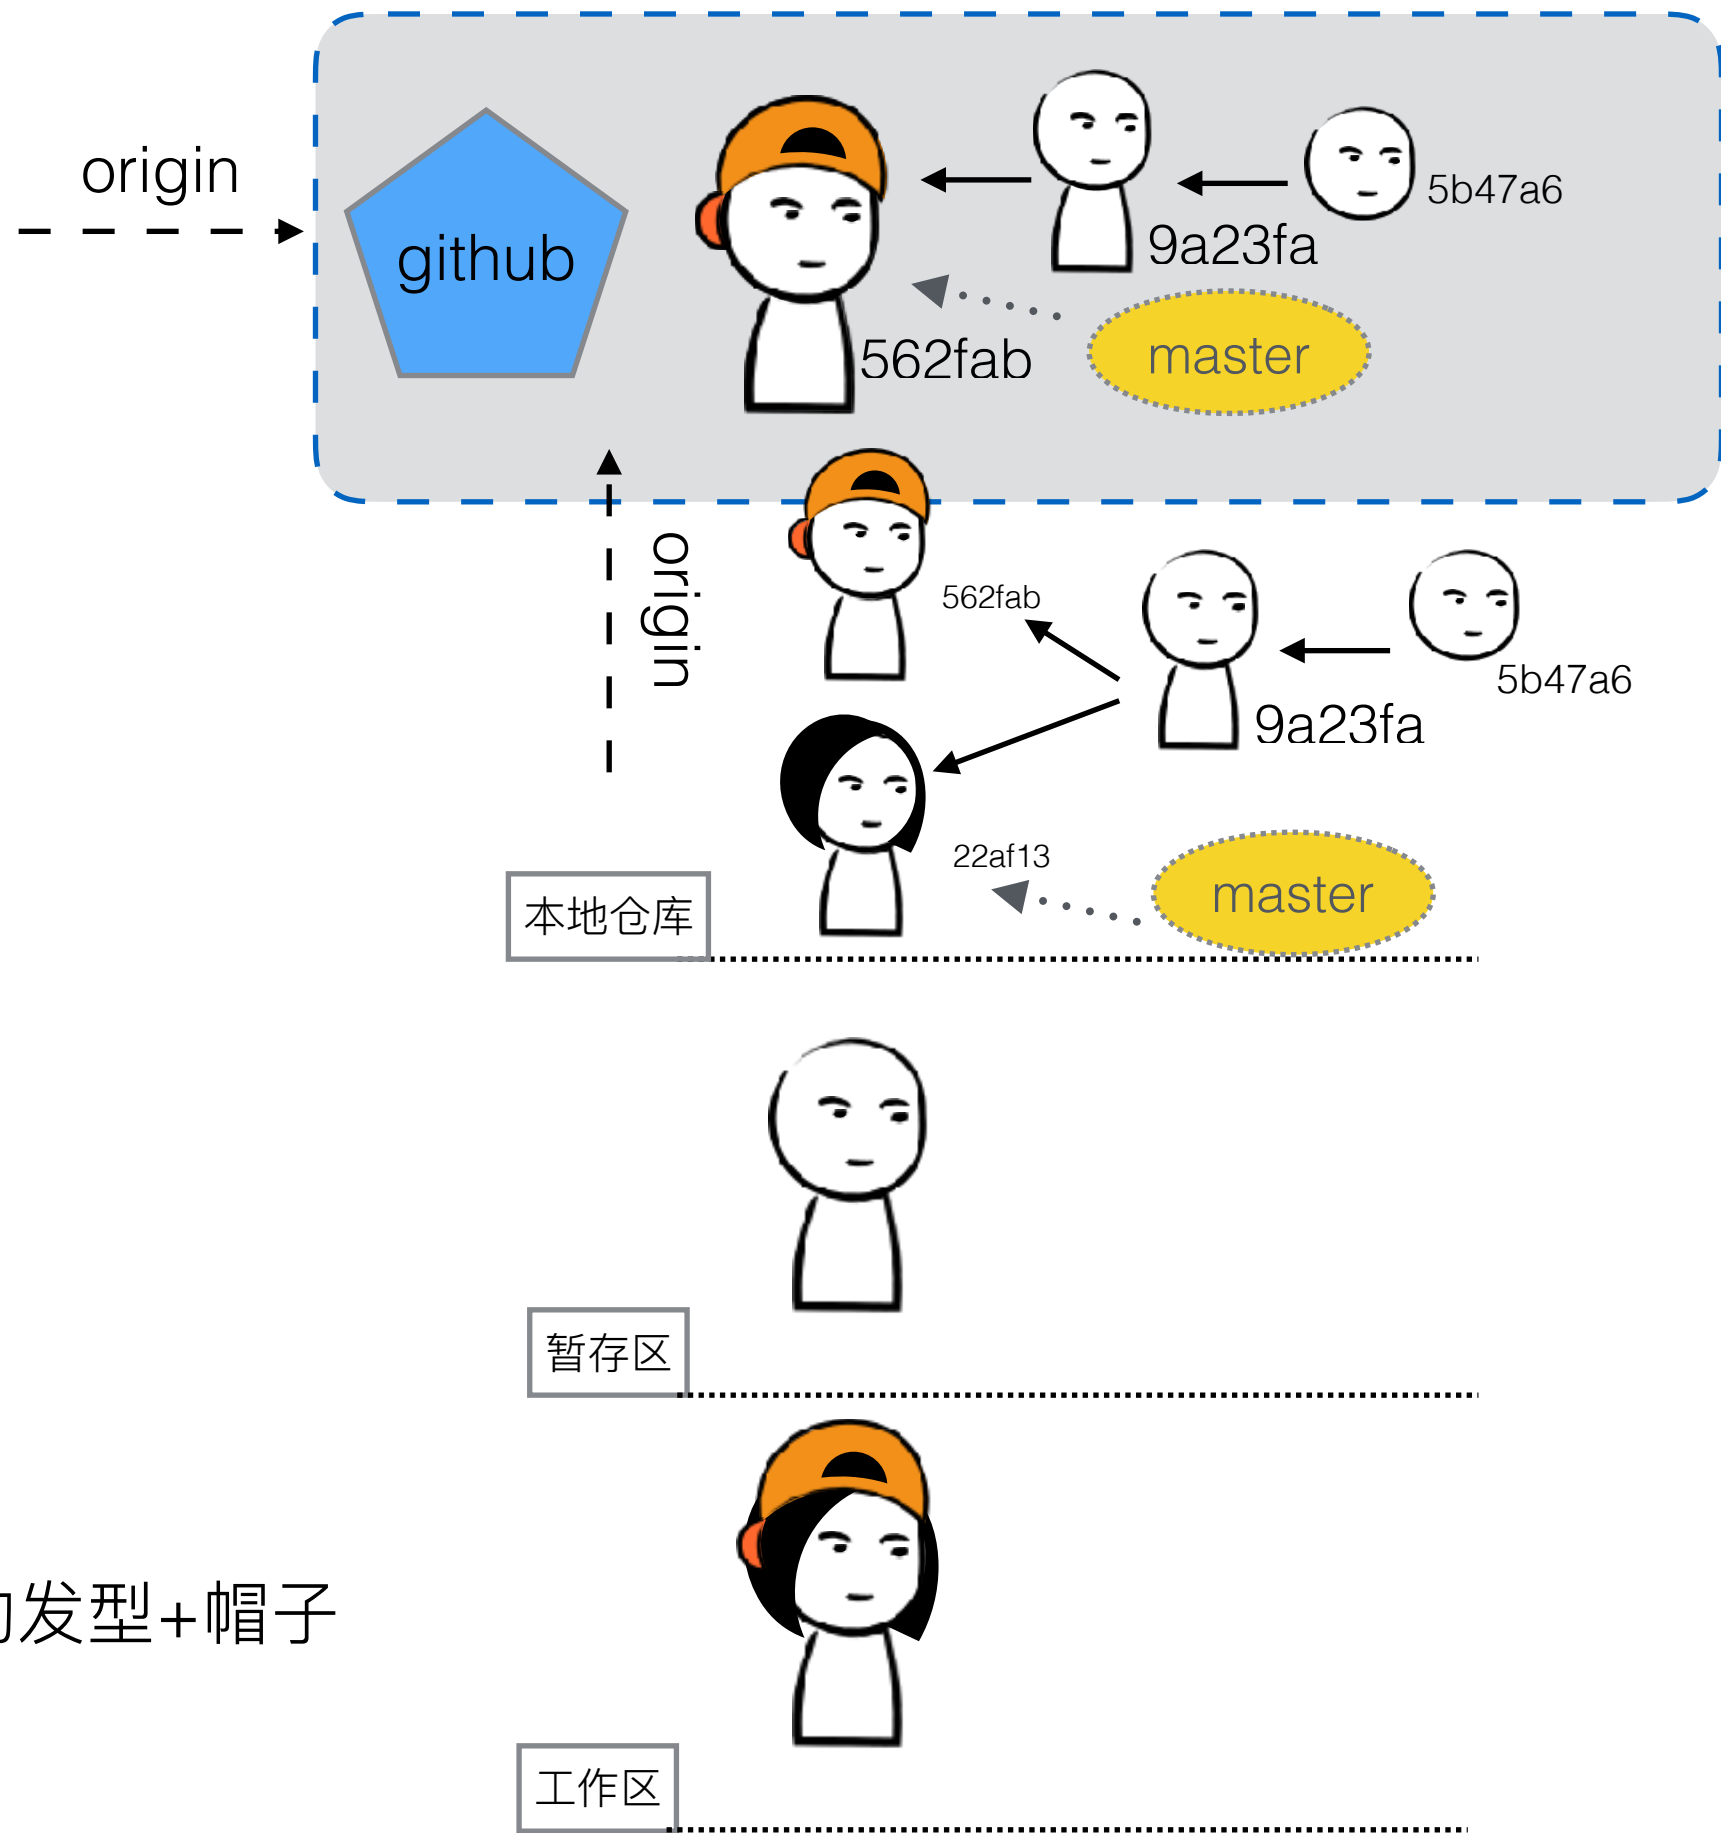 origin
github
5b47a6
9a23fa
562fab
master
origin
562fab
5b47a6
9a23fa
22af13
master
本地仓库
暂存区
发型+帽子
工作区